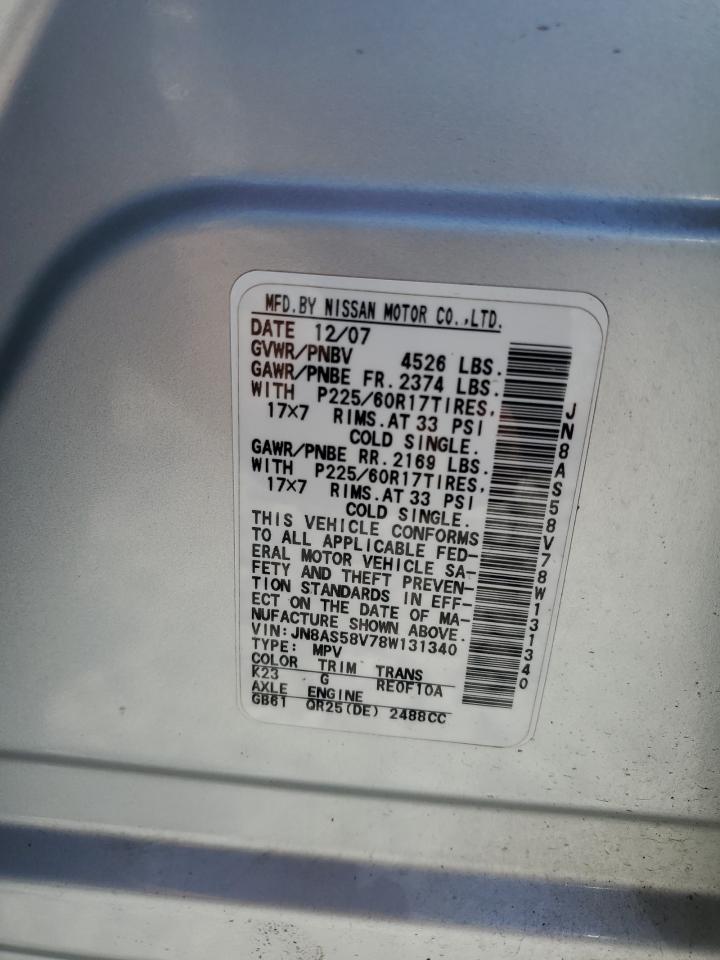 MFD.BY NISSAN MOTOR CO.,LTD.
DATE 12/07
GVWR/PNBV 4526 LBS.
GAWR/PNBE FR. 2374 LBS.
WITH P225/60R17TIRES,
17×7 RIMS.AT 33 PSI
COLD SINGLE.
GAWR/PNBE RR. 2169 LBS.
WITH P225/60R17TIRES,
17×7 RIMS.AT 33 PSI
COLD SINGLE.
THIS VEHICLE CONFORMS
TO ALL APPLICABLE FED-
ERAL MOTOR VEHICLE SA-
FETY AND THEFT PREVEN-
TION STANDARDS IN EFF-
ECT ON THE DATE OF MA-
NUFACTURE SHOWN ABOVE.
VIN:JN8AS58V78W131340
TYPE: MPV
COLOR TRIM TRANS
K23 G RE0F10A
AXLE ENGINE
GB61 QR25(DE) 2488CC
JN8AS58V78W131340